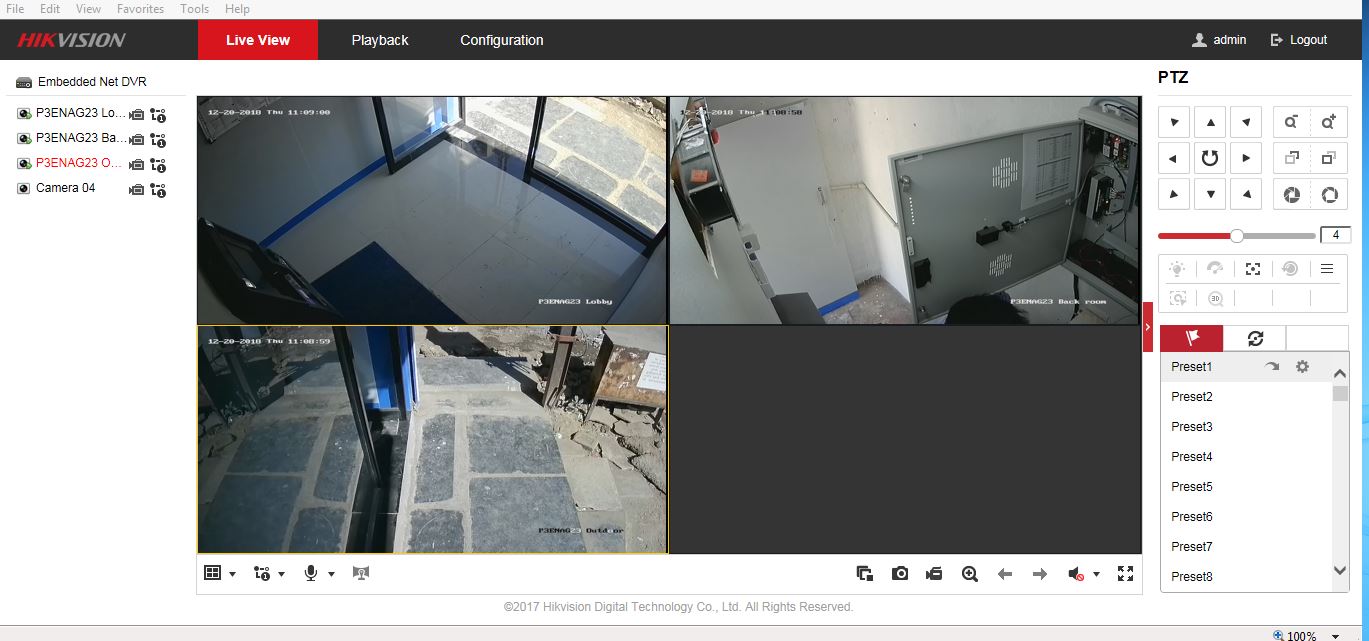 File Edit View Favorites Tools Help
HIKVISION Live View Playback Configuration admin Logout
Embedded Net DVR
P3ENAG23 Lo...
P3ENAG23 Ba...
P3ENAG23 O...
Camera 04
12-20-2018 Thu 11:09:00
P3ENAG23 Lobby
12-20-2018 Thu 11:08:58
P3ENAG23 Back room
12-20-2018 Thu 11:08:59
P3ENAG23 Outdoor
PTZ
4
3D
Preset1
Preset2
Preset3
Preset4
Preset5
Preset6
Preset7
Preset8
©2017 Hikvision Digital Technology Co., Ltd. All Rights Reserved.
100%